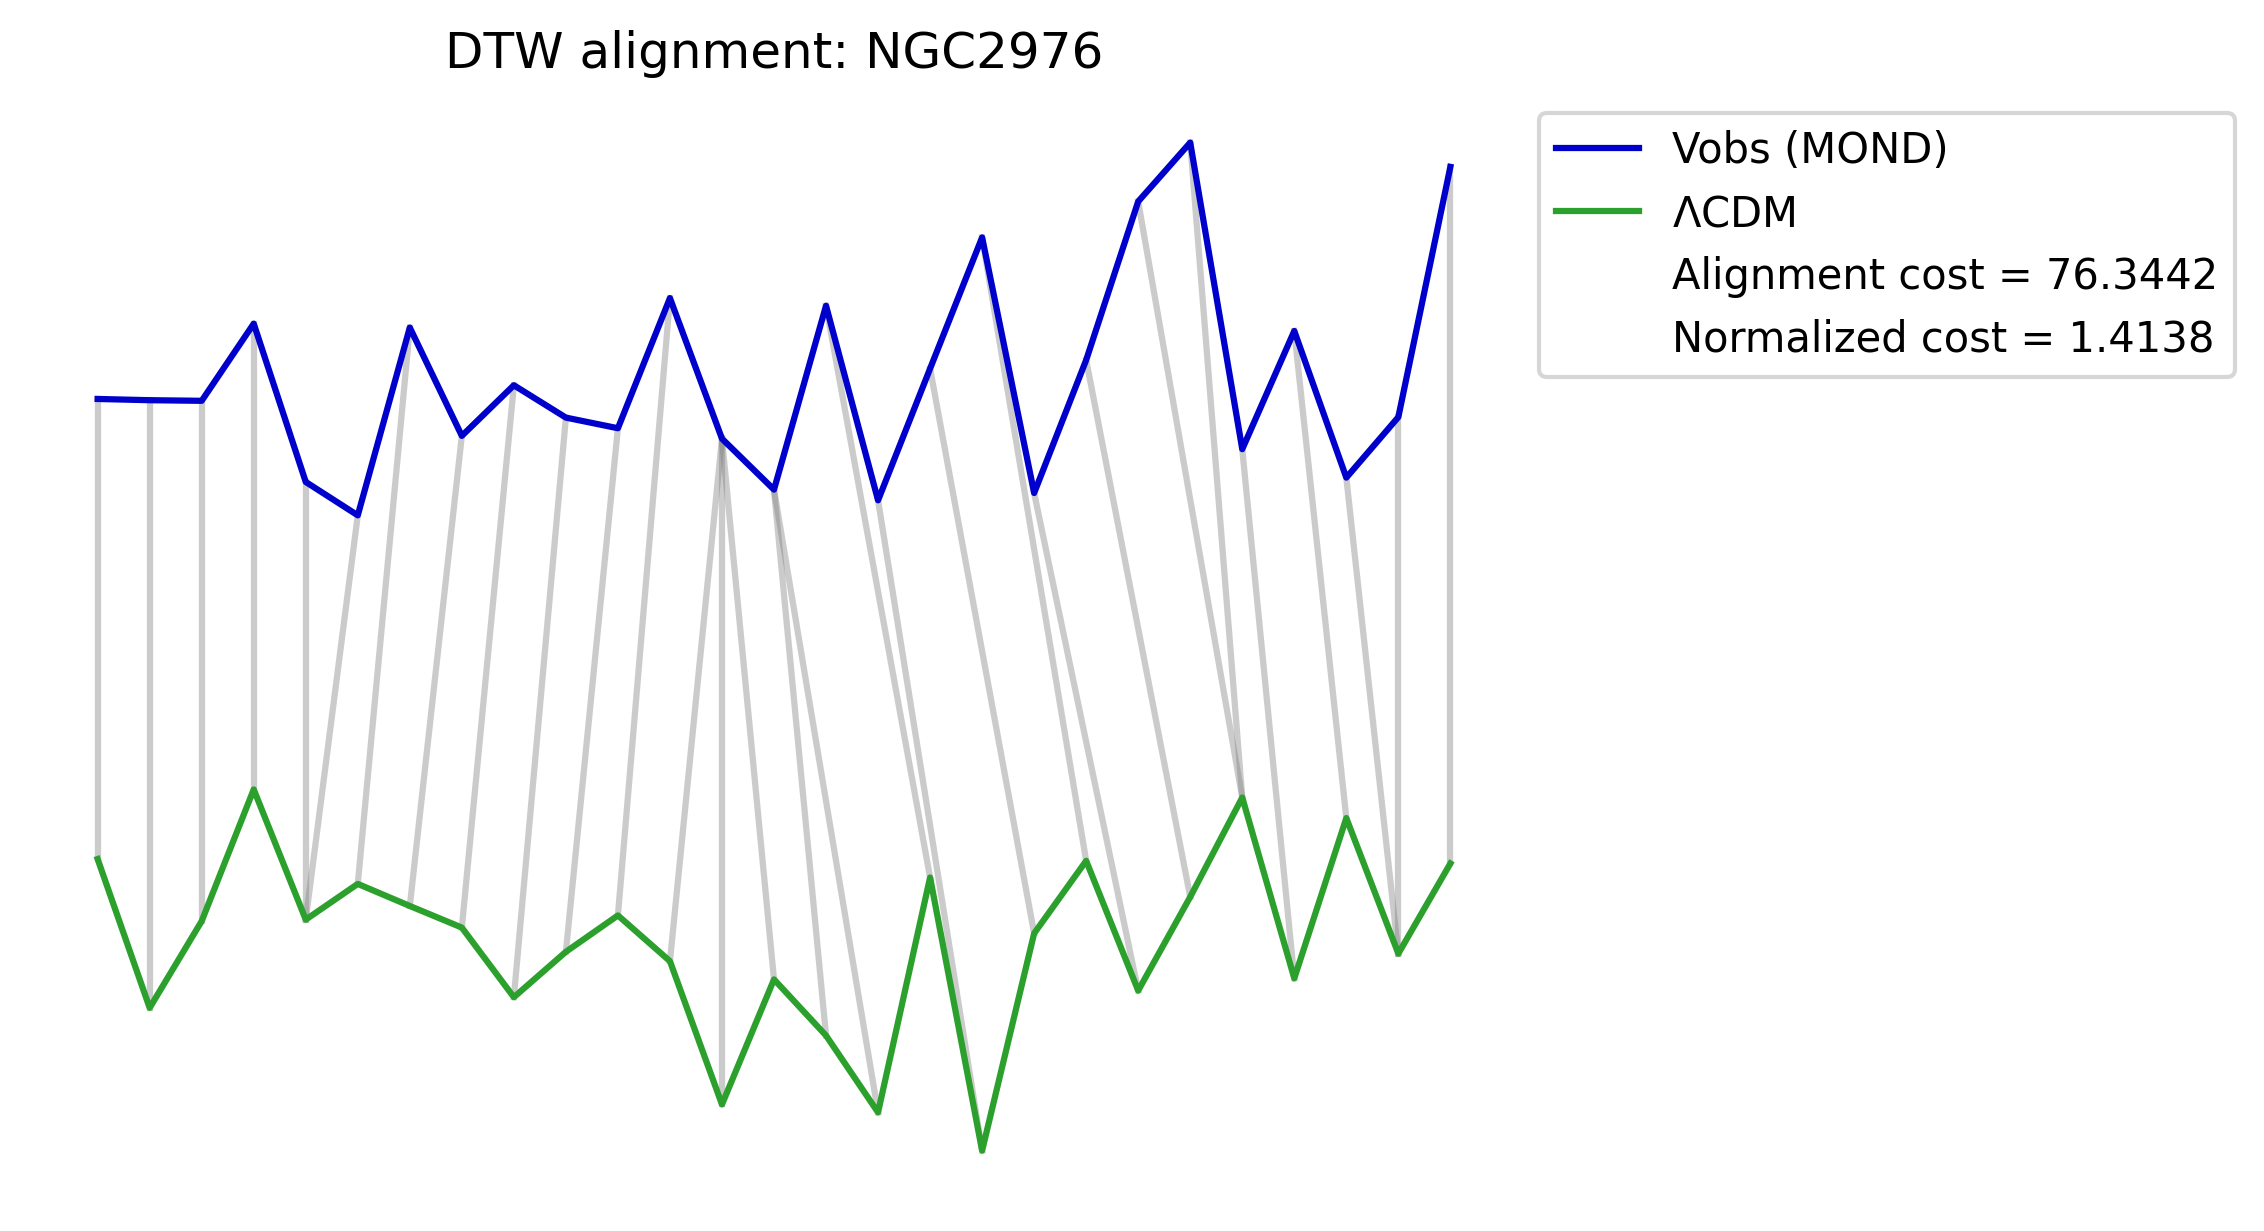 DTW alignment: NGC2976
Vobs (MOND)
ΛCDM
Alignment cost = 76.3442
Normalized cost = 1.4138